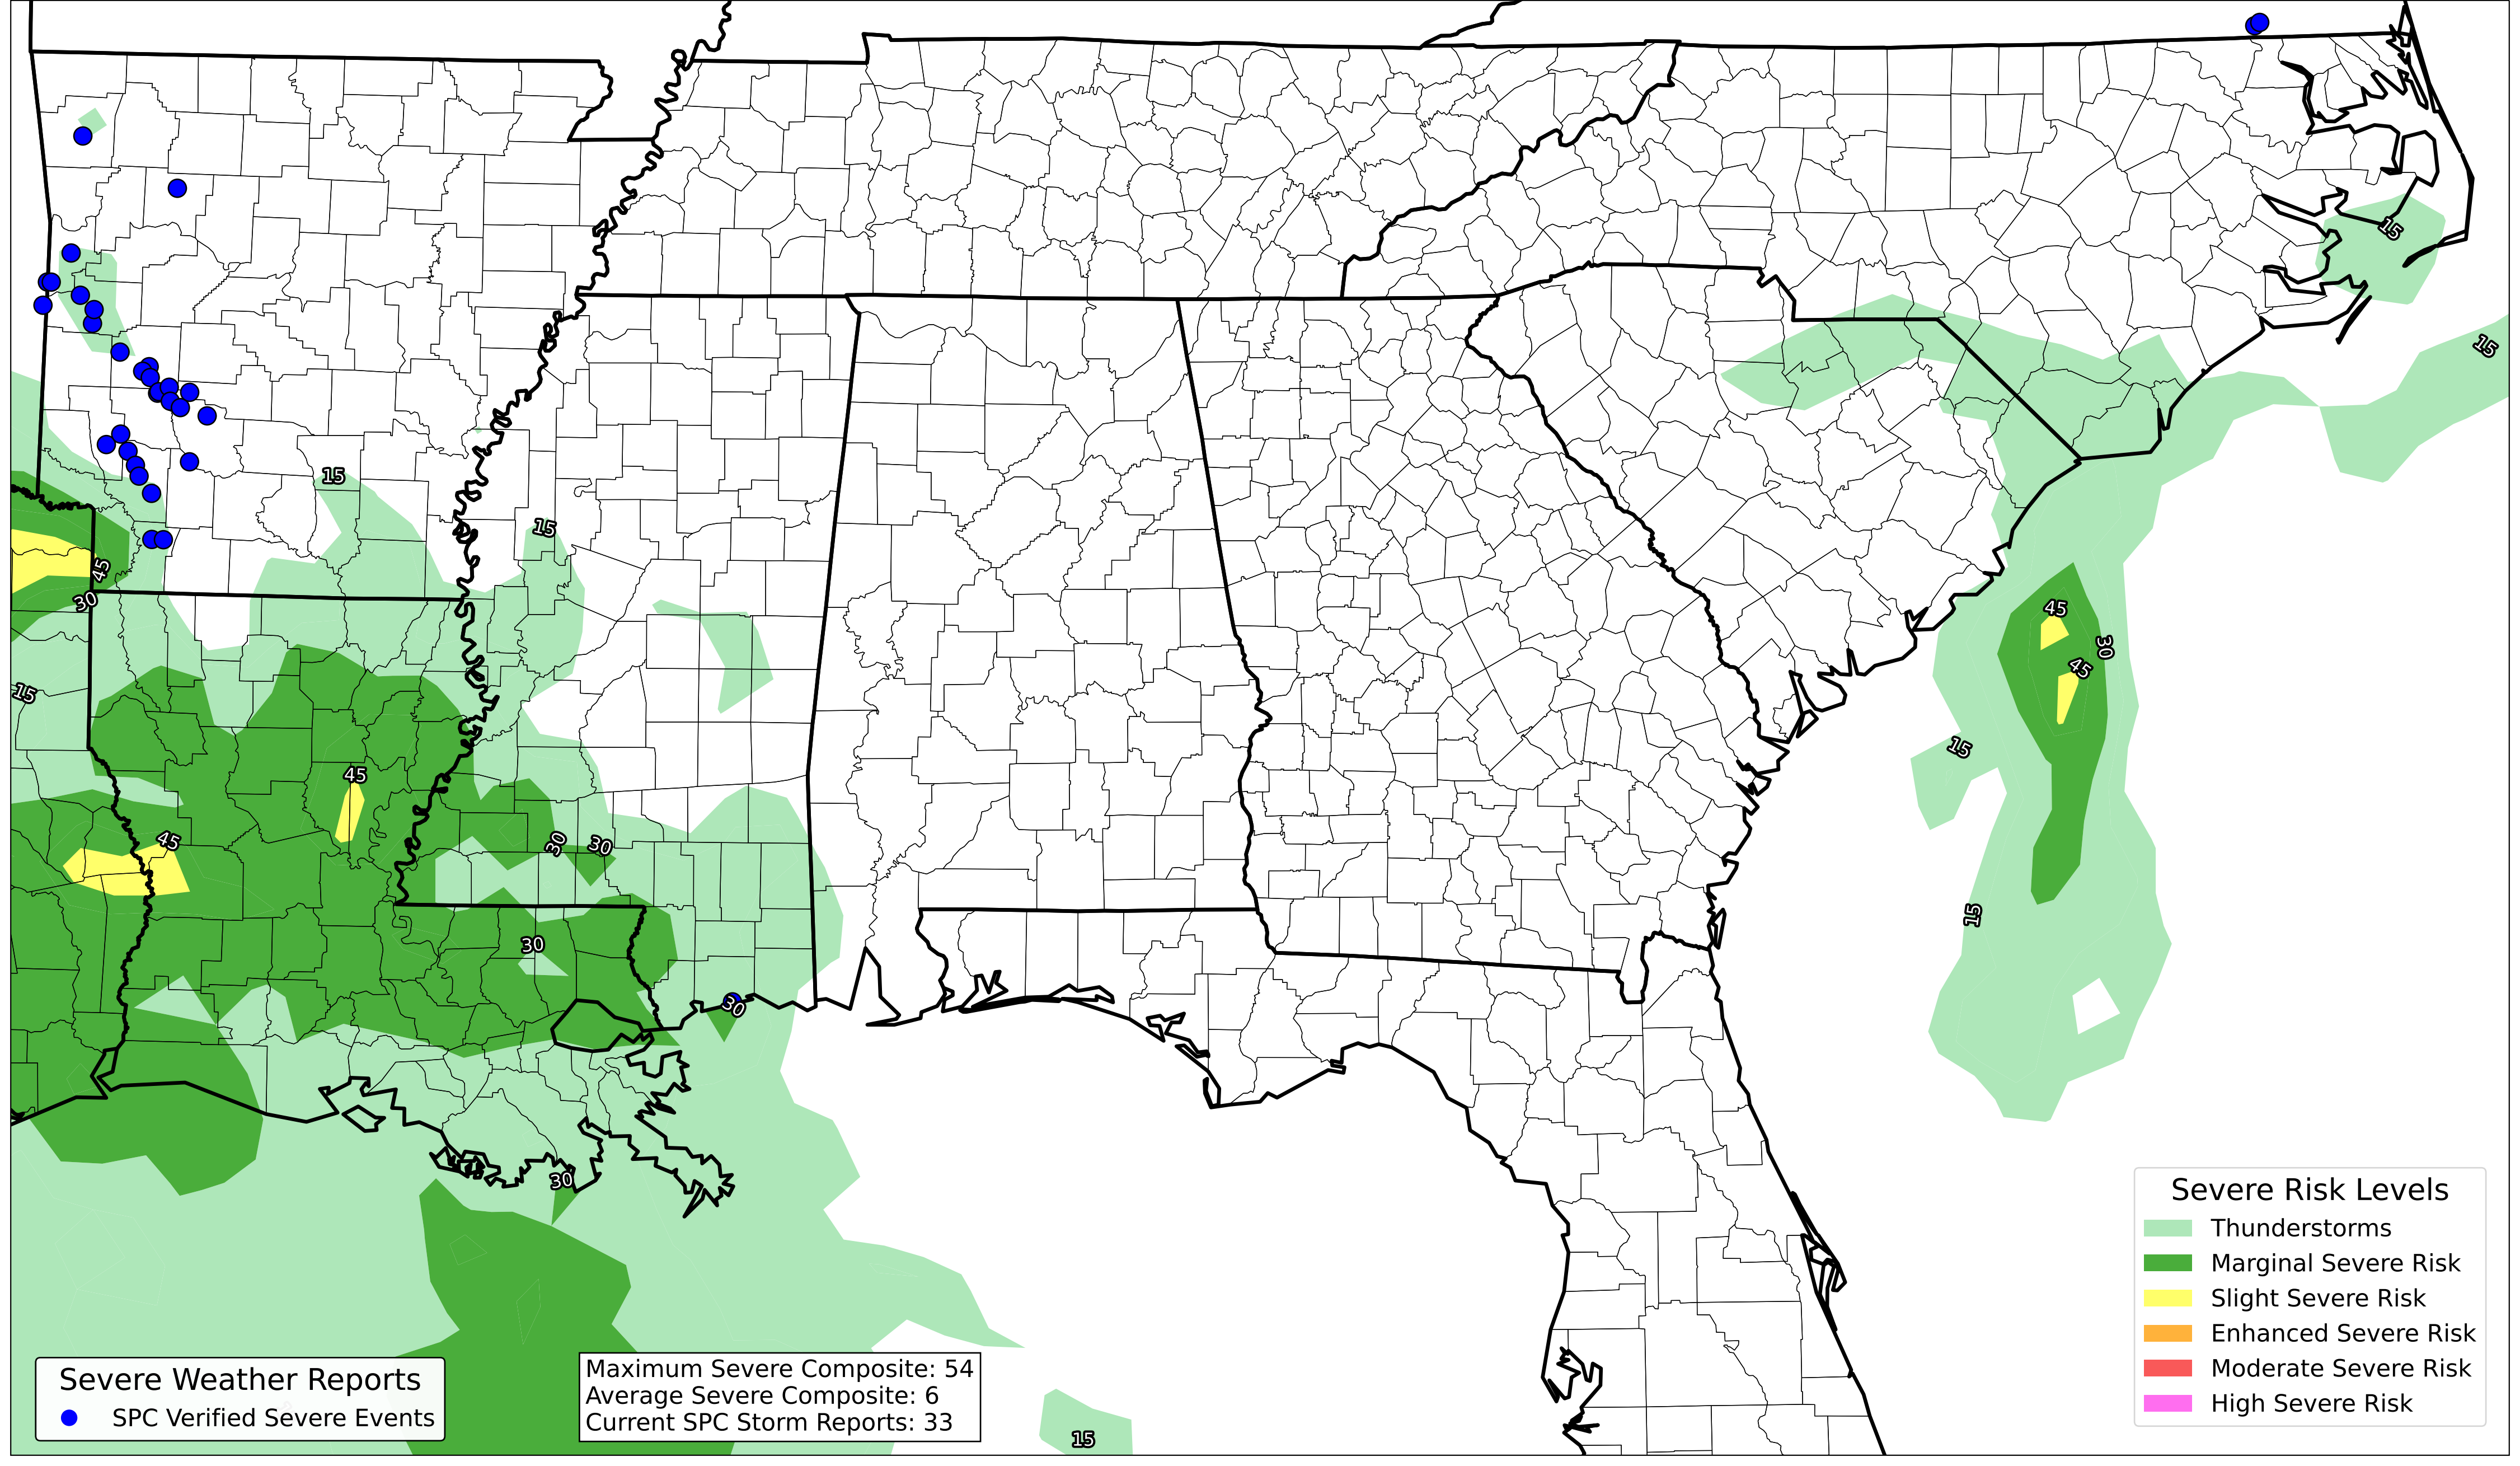 15
15
15
15
45
30
45
30
15
45
45
15
45
30
30
30
15
30
30
15
Severe Risk Levels
Thunderstorms
Marginal Severe Risk
Slight Severe Risk
Enhanced Severe Risk
Moderate Severe Risk
High Severe Risk
Severe Weather Reports
SPC Verified Severe Events
Maximum Severe Composite: 54
Average Severe Composite: 6
Current SPC Storm Reports: 33